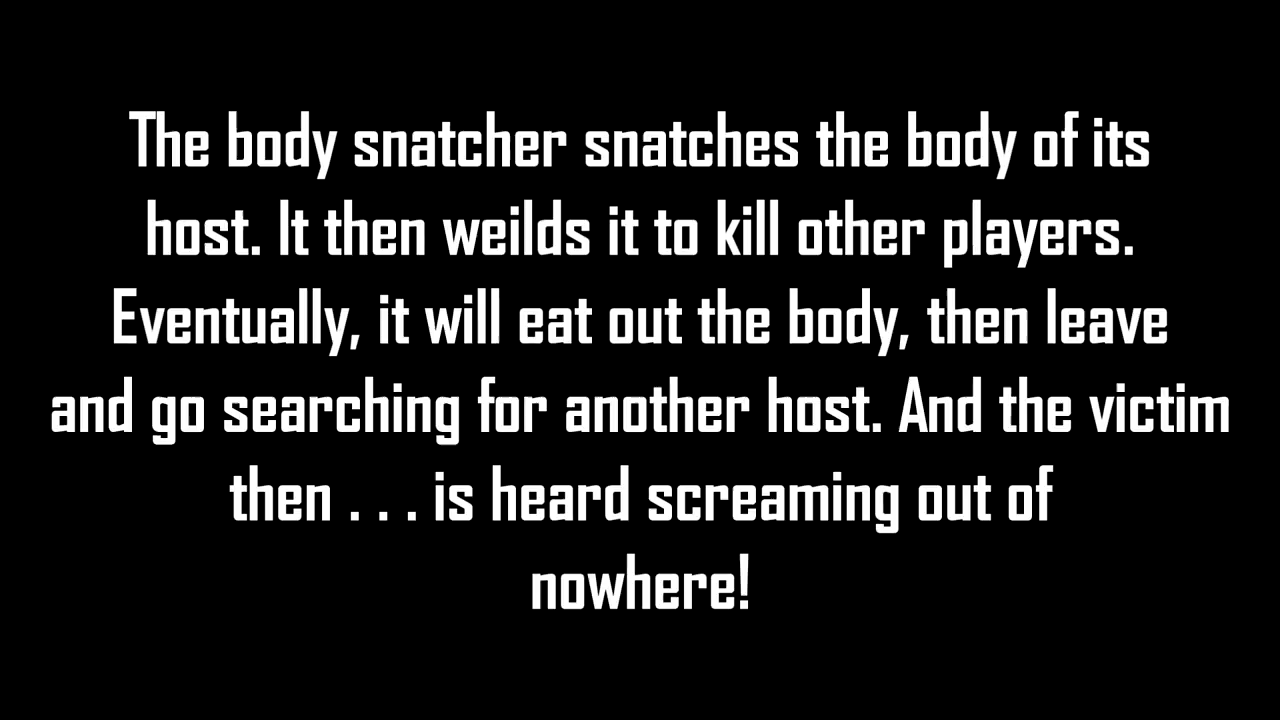 The body snatcher snatches the body of its
host. It then weilds it to kill other players.
Eventually, it will eat out the body, then leave
and go searching for another host. And the victim
then . . . is heard screaming out of
nowhere!